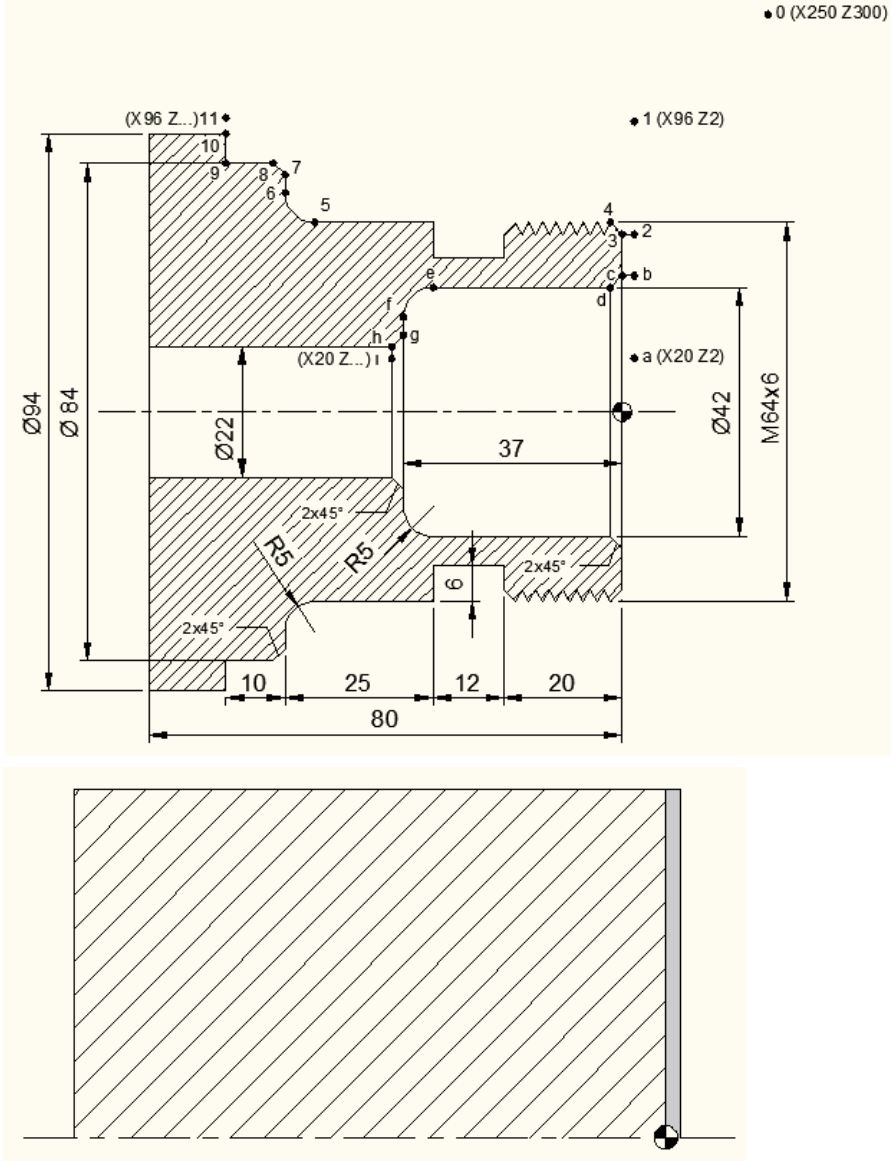 0 (X250 Z300)
(X96 Z...) 11
1 (X96 Z2)
10
9
8
7
6
5
4
3
2
e
c
b
d
f
g
h
(X20 Z...) i
a (X20 Z2)
Ø94
Ø 84
Ø22
37
Ø42
M64x6
2x45°
R5
R5
2x45°
6
2x45°
10
25
12
20
80